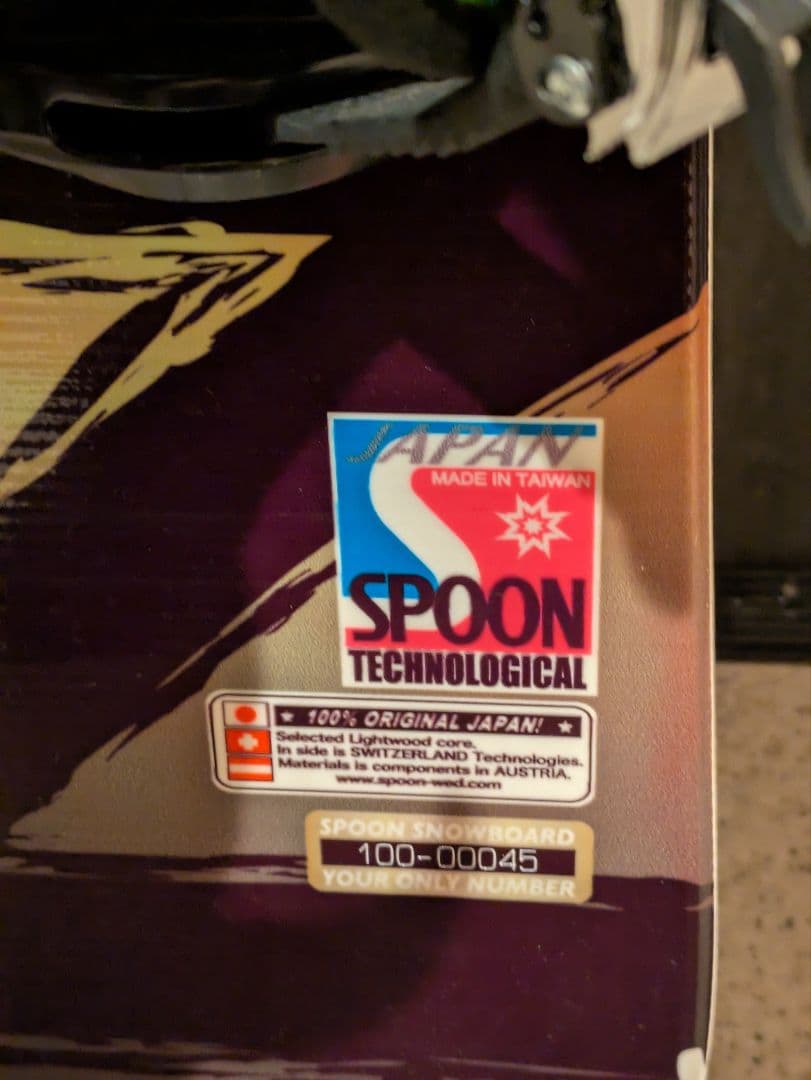 JAPAN
MADE IN TAIWAN
SPOON
TECHNOLOGICAL
★ 100% ORIGINAL JAPAN! ★
Selected Lightwood core.
In side is SWITZERLAND Technologies.
Materials is components in AUSTRIA.
www.spoon-wed.com
SPOON SNOWBOARD
100-00045
YOUR ONLY NUMBER